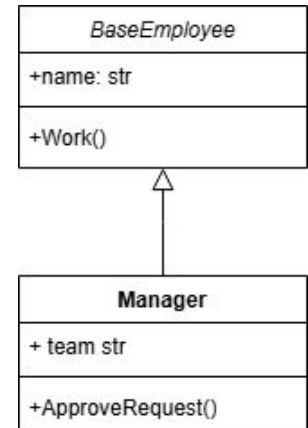 BaseEmployee
+name: str
+Work()
Manager
+ team str
+ApproveRequest()